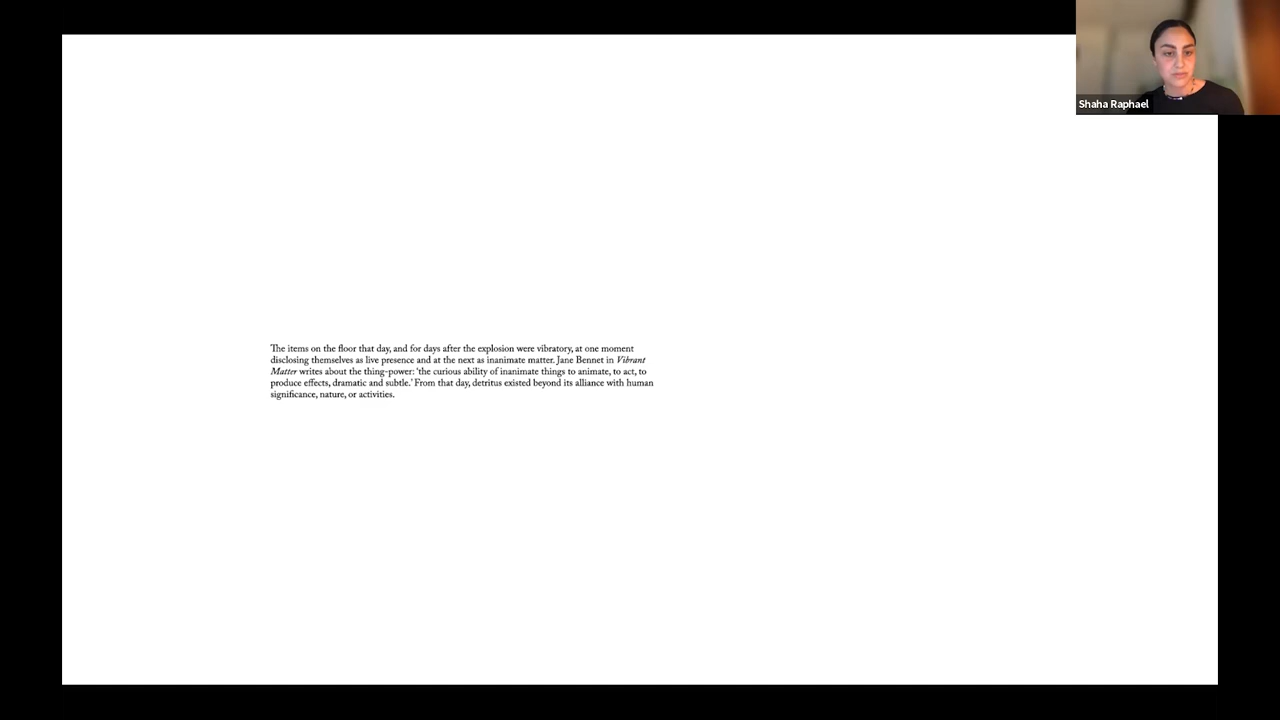 Shaha Raphael
The items on the floor that day, and for days after the explosion were vibratory, at one moment
disclosing themselves as live presence and at the next as inanimate matter. Jane Bennet in Vibrant
Matter writes about the thing-power: ‘the curious ability of inanimate things to animate, to act, to
produce effects, dramatic and subtle.’ From that day, detritus existed beyond its alliance with human
significance, nature, or activities.